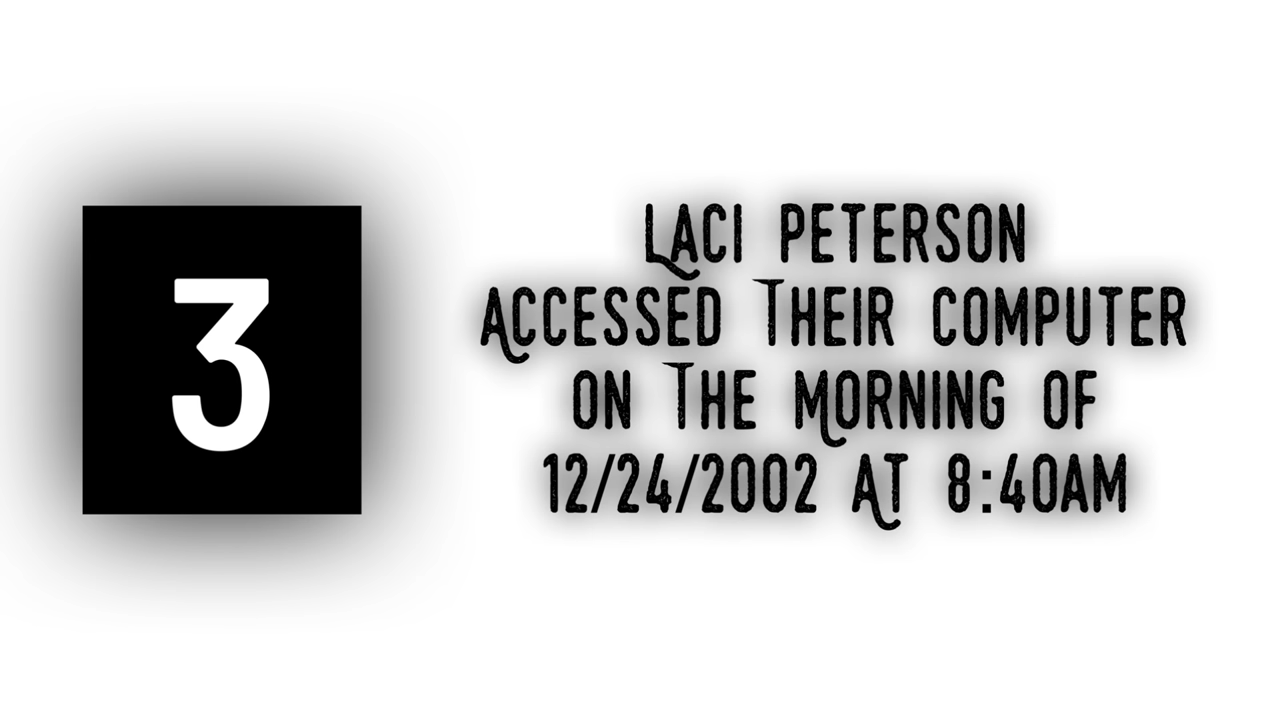 3
LACI PETERSON
ACCESSED THEIR COMPUTER
ON THE MORNING OF
12/24/2002 AT 8:40AM